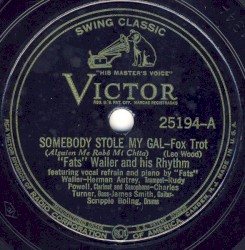 SWING CLASSIC
"HIS MASTER'S VOICE"
VICTOR
25194-A
SOMEBODY STOLE MY GAL-Fox Trot
(Alguien Me Robó Mi Chica) (Leo Wood)
"Fats" Waller and his Rhythm
featuring vocal refrain and piano by "Fats"
Waller-Herman Autrey, Trumpet-Rudy
Powell, Clarinet and Saxophone-Charles
Turner, Bass-James Smith, Guitar
Scrippie Boling, Drums